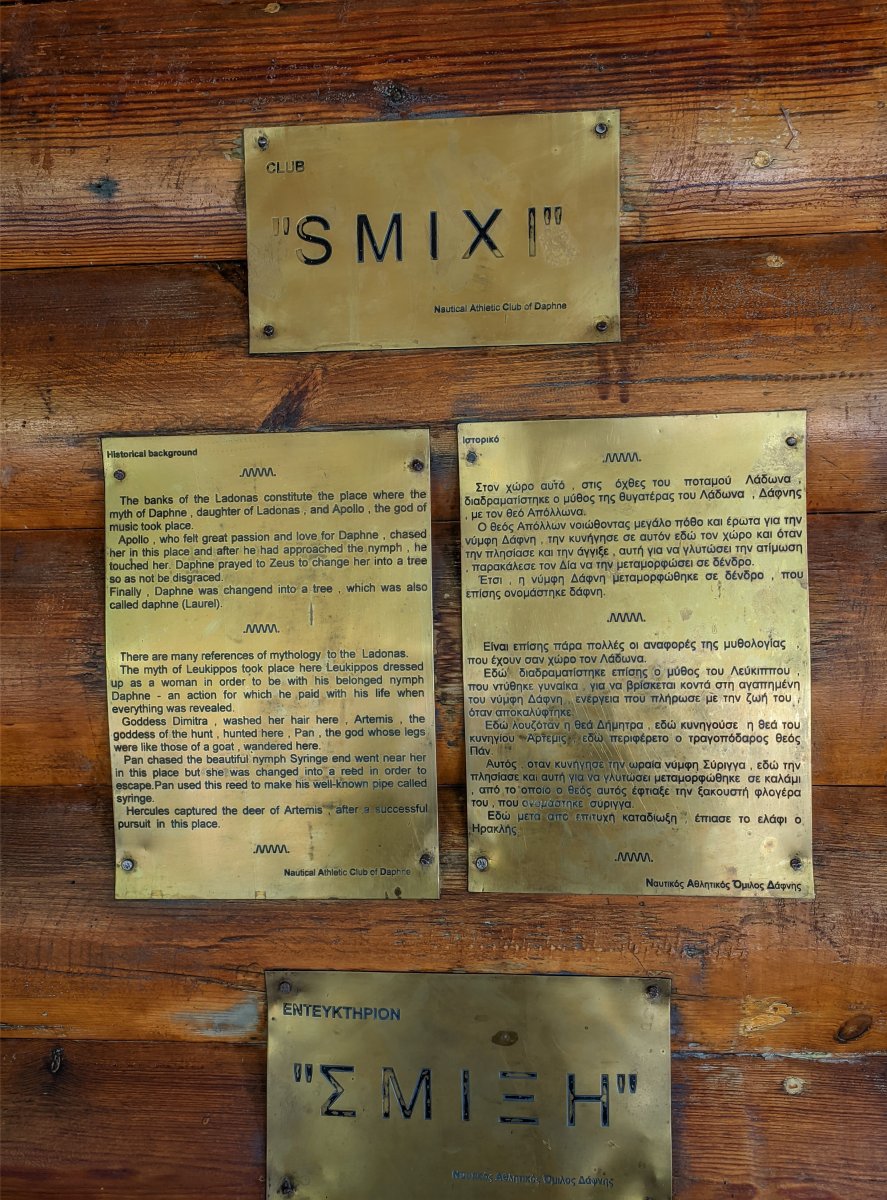 CLUB
"SMIXI"
Nautical Athletic Club of Daphne
Historical background
The banks of the Ladonas constitute the place where the
myth of Daphne , daughter of Ladonas , and Apollo , the god of
music took place.
Apollo , who felt great passion and love for Daphne , chased
her in this place and after he had approached the nymph , he
touched her. Daphne prayed to Zeus to change her into a tree
so as not be disgraced.
Finally , Daphne was changend into a tree , which was also
called daphne (Laurel).
There are many references of mythology to the Ladonas.
The myth of Leukippos took place here Leukippos dressed
up as a woman in order to be with his belonged nymph
Daphne - an action for which he paid with his life when
everything was revealed.
Goddess Dimitra , washed her hair here , Artemis , the
goddess of the hunt , hunted here , Pan , the god whose legs
were like those of a goat , wandered here.
Pan chased the beautiful nymph Syringe end went near her
in this place but she was changed into a reed in order to
escape.Pan used this reed to make his well-known pipe called
syringe.
Hercules captured the deer of Artemis , after a successful
pursuit in this place.
Nautical Athletic Club of Daphne
Ιστορικό
Στον χώρο αυτό , στις όχθες του ποταμού Λάδωνα ,
διαδραματίστηκε ο μύθος της θυγατέρας του Λάδωνα , Δάφνης
, με τον θεό Απόλλωνα.
Ο θεός Απόλλων νοιώθοντας μεγάλο πόθο και έρωτα για την
νύμφη Δάφνη , την κυνήγησε σε αυτόν εδώ τον χώρο και όταν
την πλησίασε και την άγγιξε , αυτή για να γλυτώσει την ατίμωση
, παρακάλεσε τον Δία να την μεταμορφώσει σε δένδρο.
Έτσι , η νύμφη Δάφνη μεταμορφώθηκε σε δένδρο , που
επίσης ονομάστηκε δάφνη.
Είναι επίσης πάρα πολλές οι αναφορές της μυθολογίας ,
που έχουν σαν χώρο τον Λάδωνα.
Εδώ διαδραματίστηκε επίσης ο μύθος του Λεύκιππου ,
που ντύθηκε γυναίκα , για να βρίσκεται κοντά στη αγαπημένη
του νύμφη Δάφνη , ενέργεια που πλήρωσε με την ζωή του ,
όταν αποκαλύφτηκε.
Εδώ λουζόταν η θεά Δήμητρα , εδώ κυνηγούσε η θεά του
κυνηγιού Άρτεμις , εδώ περιφέρετο ο τραγοπόδαρος θεός
Πάν.
Αυτός , όταν κυνήγησε την ωραία νύμφη Σύριγγα , εδώ την
πλησίασε και αυτή για να γλυτώσει μεταμορφώθηκε σε καλάμι
, από το οποίο ο θεός αυτός έφτιαξε την ξακουστή φλογέρα
του , που ονομάστηκε σύριγγα.
Εδώ μετά από επιτυχή καταδίωξη , έπιασε το ελάφι ο
Ηρακλής.
Ναυτικός Αθλητικός Όμιλος Δάφνης
ΕΝΤΕΥΚΤΗΡΙΟΝ
"ΣΜΙΞΗ"
Ναυτικός Αθλητικός Όμιλος Δάφνης